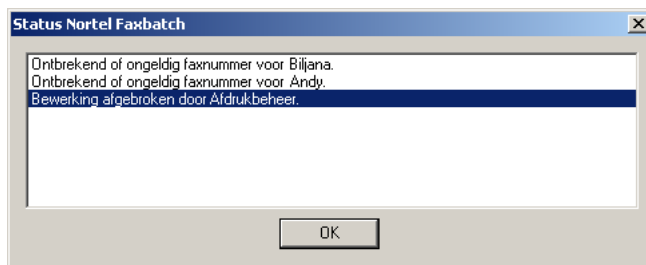 Status Nortel Faxbatch
Ontbrekend of ongeldig faxnummer voor Biljana.
Ontbrekend of ongeldig faxnummer voor Andy.
Bewerking afgebroken door Afdrukbeheer.
OK